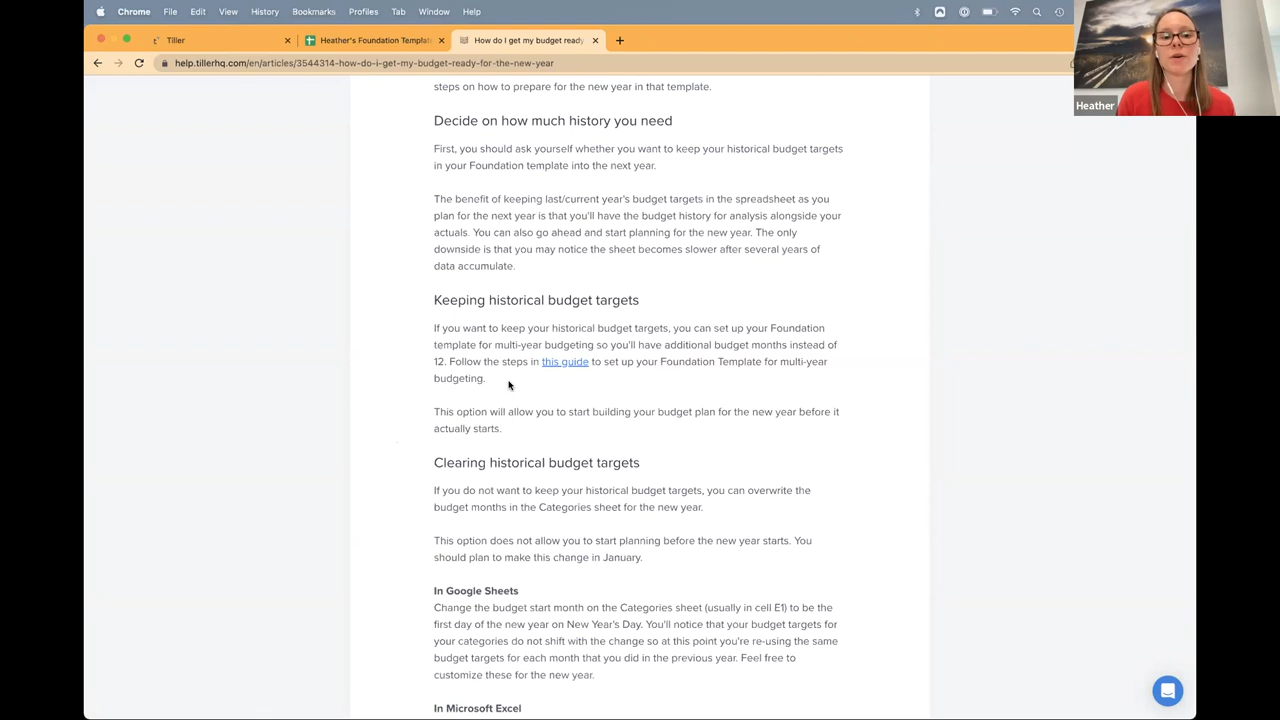 Chrome File Edit View History Bookmarks Profiles Tab Window Help
Tiller
Heather's Foundation Templat
How do I get my budget ready
help.tillerhq.com/en/articles/3544314-how-do-i-get-my-budget-ready-for-the-new-year
Heather
steps on how to prepare for the new year in that template.
Decide on how much history you need
First, you should ask yourself whether you want to keep your historical budget targets
in your Foundation template into the next year.
The benefit of keeping last/current year's budget targets in the spreadsheet as you
plan for the next year is that you'll have the budget history for analysis alongside your
actuals. You can also go ahead and start planning for the new year. The only
downside is that you may notice the sheet becomes slower after several years of
data accumulate.
Keeping historical budget targets
If you want to keep your historical budget targets, you can set up your Foundation
template for multi-year budgeting so you'll have additional budget months instead of
12. Follow the steps in this guide to set up your Foundation Template for multi-year
budgeting.
This option will allow you to start building your budget plan for the new year before it
actually starts.
Clearing historical budget targets
If you do not want to keep your historical budget targets, you can overwrite the
budget months in the Categories sheet for the new year.
This option does not allow you to start planning before the new year starts. You
should plan to make this change in January.
In Google Sheets
Change the budget start month on the Categories sheet (usually in cell E1) to be the
first day of the new year on New Year's Day. You'll notice that your budget targets for
your categories do not shift with the change so at this point you're re-using the same
budget targets for each month that you did in the previous year. Feel free to
customize these for the new year.
In Microsoft Excel